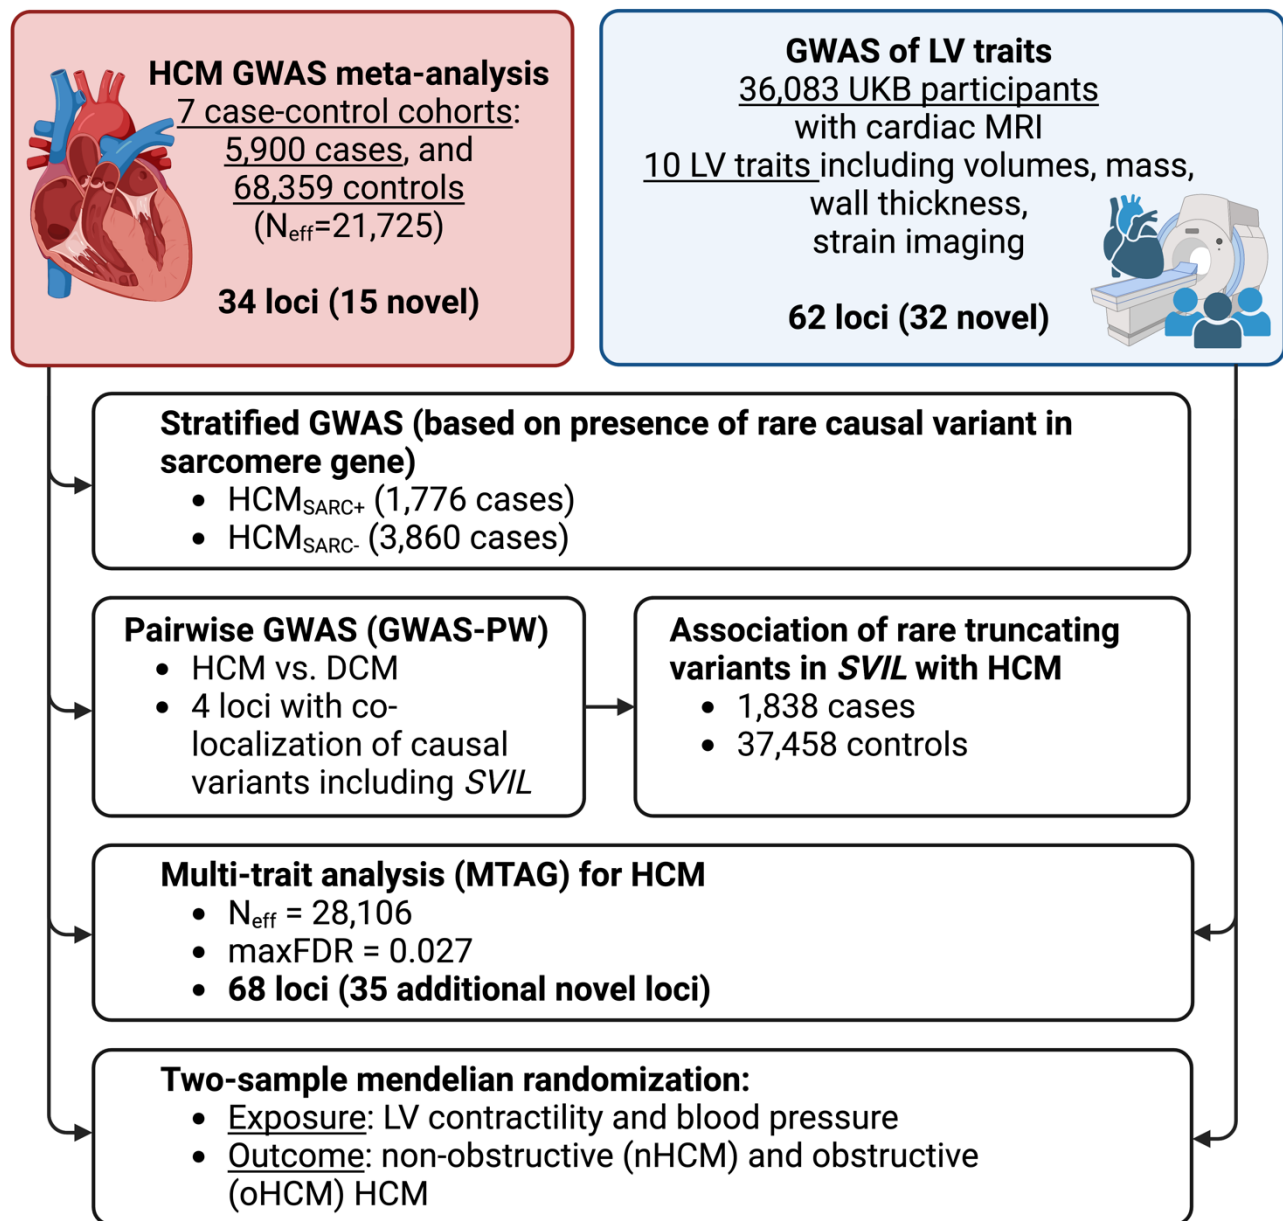 HCM GWAS meta-analysis
7 case-control cohorts:
5,900 cases, and
68,359 controls
(Neff=21,725)
34 loci (15 novel)
GWAS of LV traits
36,083 UKB participants
with cardiac MRI
10 LV traits including volumes, mass,
wall thickness,
strain imaging
62 loci (32 novel)
Stratified GWAS (based on presence of rare causal variant in
sarcomere gene)
• HCMSARC+ (1,776 cases)
• HCMSARC- (3,860 cases)
Pairwise GWAS (GWAS-PW)
• HCM vs. DCM
• 4 loci with co-
localization of causal
variants including SVIL
Association of rare truncating
variants in SVIL with HCM
• 1,838 cases
• 37,458 controls
Multi-trait analysis (MTAG) for HCM
• Neff = 28,106
• maxFDR = 0.027
• 68 loci (35 additional novel loci)
Two-sample mendelian randomization:
• Exposure: LV contractility and blood pressure
• Outcome: non-obstructive (nHCM) and obstructive
(oHCM) HCM